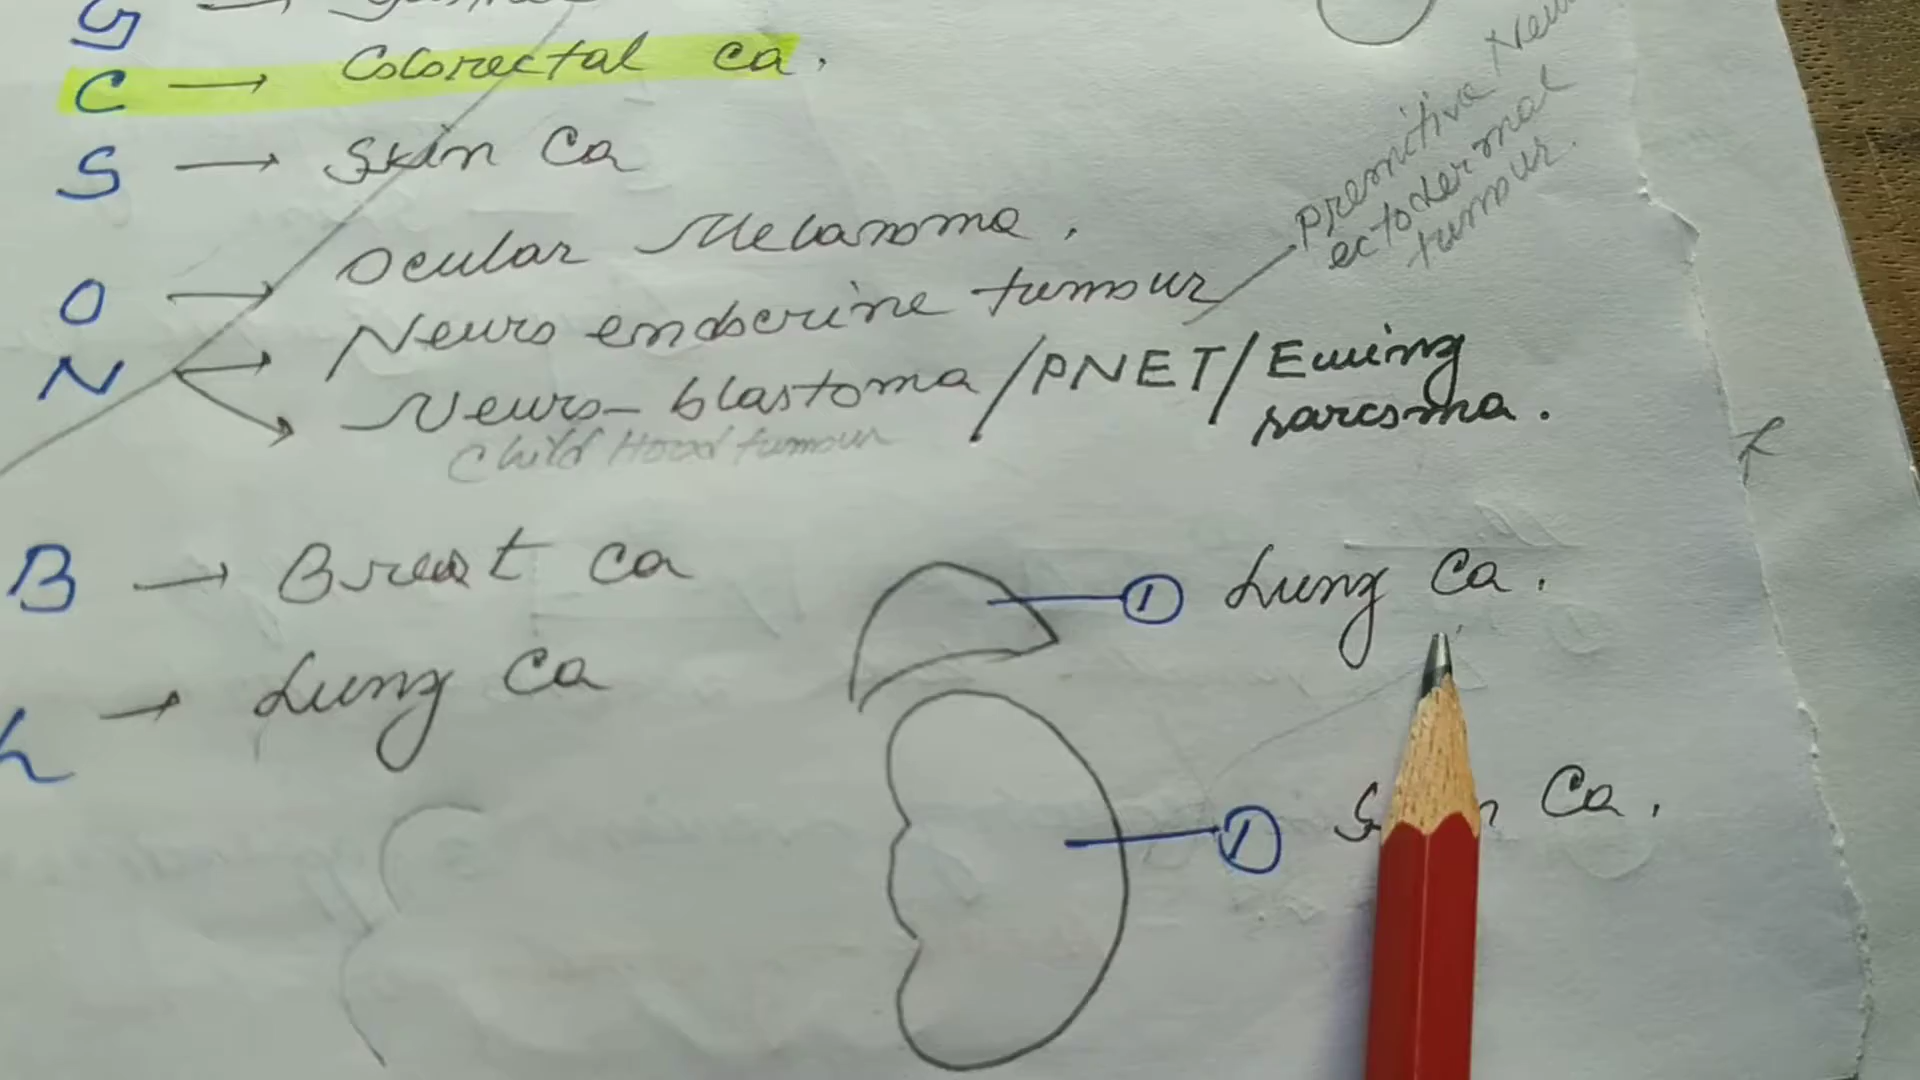 G →
C → Colorectal Ca.
S → Skin Ca
O → Ocular Melanoma.
N → Neuro endocrine tumour
Neuro-blastoma/PNET/Ewing
sarcoma.
Child Hood tumour
Premitive Neu
ectodermal
tumour.
B → Breast Ca
L → Lung Ca
① Lung Ca.
① Ca.